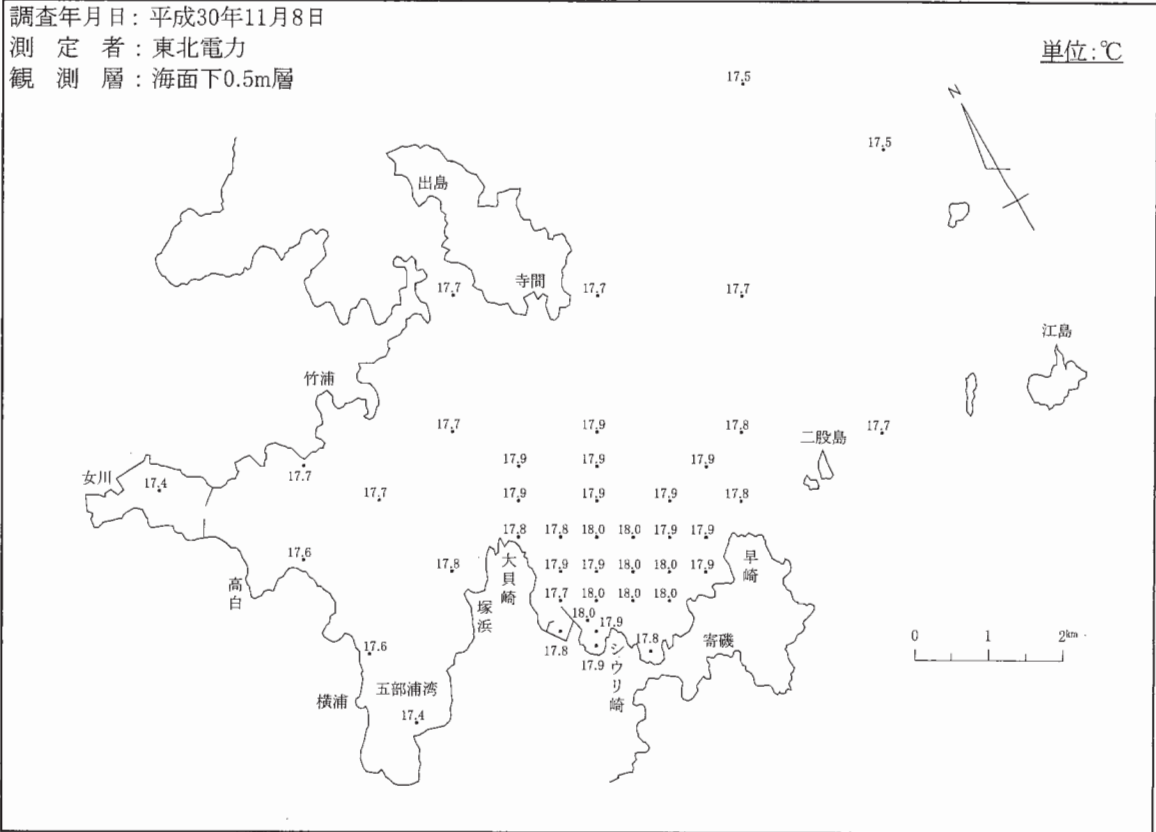 調査年月日：平成30年11月8日
測　定　者：東北電力
観　測　層：海面下0.5m層
単位：℃
17.5
N
17.5
出島
寺間
17.7
17.7
17.7
江島
竹浦
17.7
17.9
17.8
二股島
17.7
17.9
17.9
17.9
女川
17.4
17.7
17.7
17.9
17.9
17.9
17.8
17.8
17.8
18.0
18.0
17.9
17.9
17.6
17.8
大貝崎
17.9
17.9
18.0
18.0
17.9
早崎
高白
塚浜
17.7
18.0
18.0
18.0
18.0
17.9
17.8
17.8
17.9
シウリ崎
寄磯
0 1 2km
17.6
五部浦湾
横浦
17.4